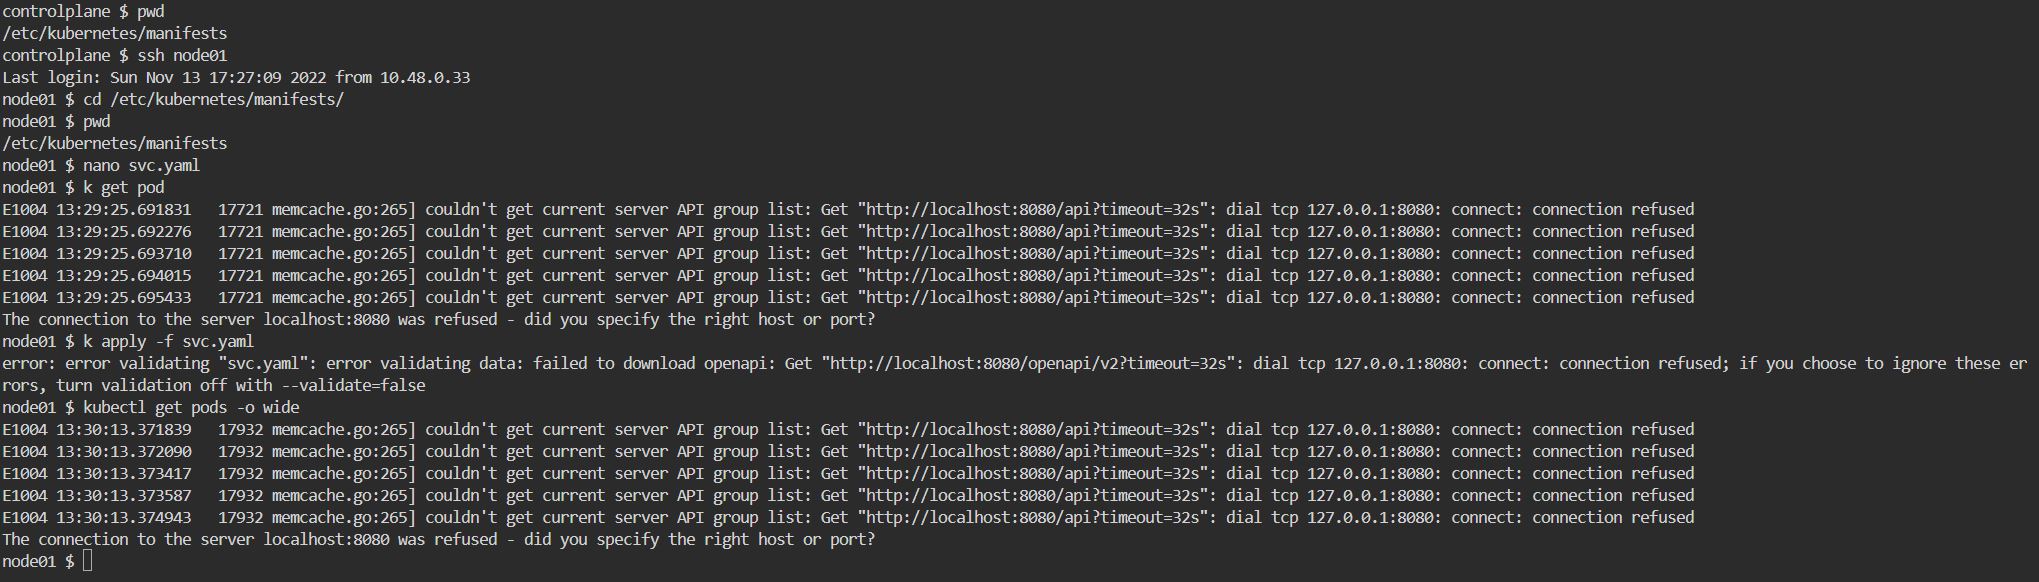 controlplane $ pwd
/etc/kubernetes/manifests
controlplane $ ssh node01
Last login: Sun Nov 13 17:27:09 2022 from 10.48.0.33
node01 $ cd /etc/kubernetes/manifests/
node01 $ pwd
/etc/kubernetes/manifests
node01 $ nano svc.yaml
node01 $ k get pod
E1004 13:29:25.691831   17721 memcache.go:265] couldn't get current server API group list: Get "http://localhost:8080/api?timeout=32s": dial tcp 127.0.0.1:8080: connect: connection refused
E1004 13:29:25.692276   17721 memcache.go:265] couldn't get current server API group list: Get "http://localhost:8080/api?timeout=32s": dial tcp 127.0.0.1:8080: connect: connection refused
E1004 13:29:25.693710   17721 memcache.go:265] couldn't get current server API group list: Get "http://localhost:8080/api?timeout=32s": dial tcp 127.0.0.1:8080: connect: connection refused
E1004 13:29:25.694015   17721 memcache.go:265] couldn't get current server API group list: Get "http://localhost:8080/api?timeout=32s": dial tcp 127.0.0.1:8080: connect: connection refused
E1004 13:29:25.695433   17721 memcache.go:265] couldn't get current server API group list: Get "http://localhost:8080/api?timeout=32s": dial tcp 127.0.0.1:8080: connect: connection refused
The connection to the server localhost:8080 was refused - did you specify the right host or port?
node01 $ k apply -f svc.yaml
error: error validating "svc.yaml": error validating data: failed to download openapi: Get "http://localhost:8080/openapi/v2?timeout=32s": dial tcp 127.0.0.1:8080: connect: connection refused; if you choose to ignore these er
rors, turn validation off with --validate=false
node01 $ kubectl get pods -o wide
E1004 13:30:13.371839   17932 memcache.go:265] couldn't get current server API group list: Get "http://localhost:8080/api?timeout=32s": dial tcp 127.0.0.1:8080: connect: connection refused
E1004 13:30:13.372090   17932 memcache.go:265] couldn't get current server API group list: Get "http://localhost:8080/api?timeout=32s": dial tcp 127.0.0.1:8080: connect: connection refused
E1004 13:30:13.373417   17932 memcache.go:265] couldn't get current server API group list: Get "http://localhost:8080/api?timeout=32s": dial tcp 127.0.0.1:8080: connect: connection refused
E1004 13:30:13.373587   17932 memcache.go:265] couldn't get current server API group list: Get "http://localhost:8080/api?timeout=32s": dial tcp 127.0.0.1:8080: connect: connection refused
E1004 13:30:13.374943   17932 memcache.go:265] couldn't get current server API group list: Get "http://localhost:8080/api?timeout=32s": dial tcp 127.0.0.1:8080: connect: connection refused
The connection to the server localhost:8080 was refused - did you specify the right host or port?
node01 $